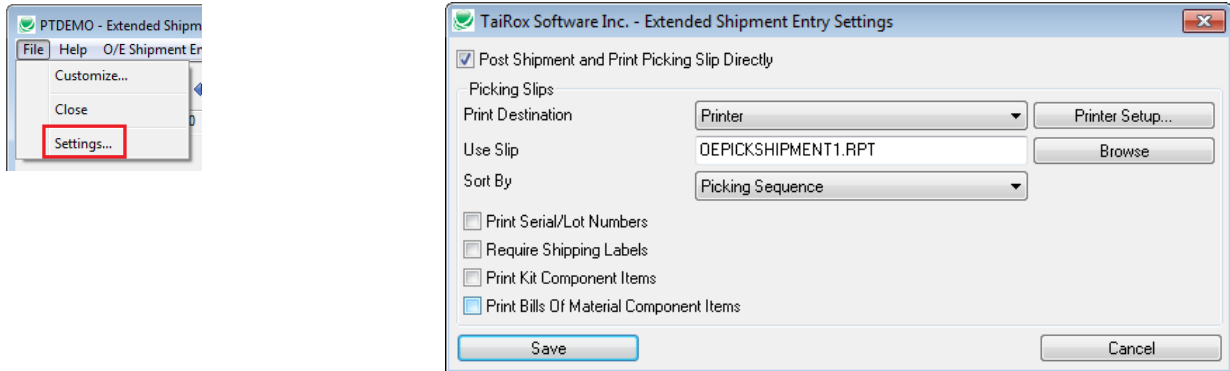 PTDEMO - Extended Shipm
File Help O/E Shipment En
Customize...
Close
Settings...
TaiRox Software Inc. - Extended Shipment Entry Settings
Post Shipment and Print Picking Slip Directly
Picking Slips
Print Destination Printer Printer Setup...
Use Slip OEPICKSHIPMENT1.RPT Browse
Sort By Picking Sequence
Print Serial/Lot Numbers
Require Shipping Labels
Print Kit Component Items
Print Bills Of Material Component Items
Save Cancel